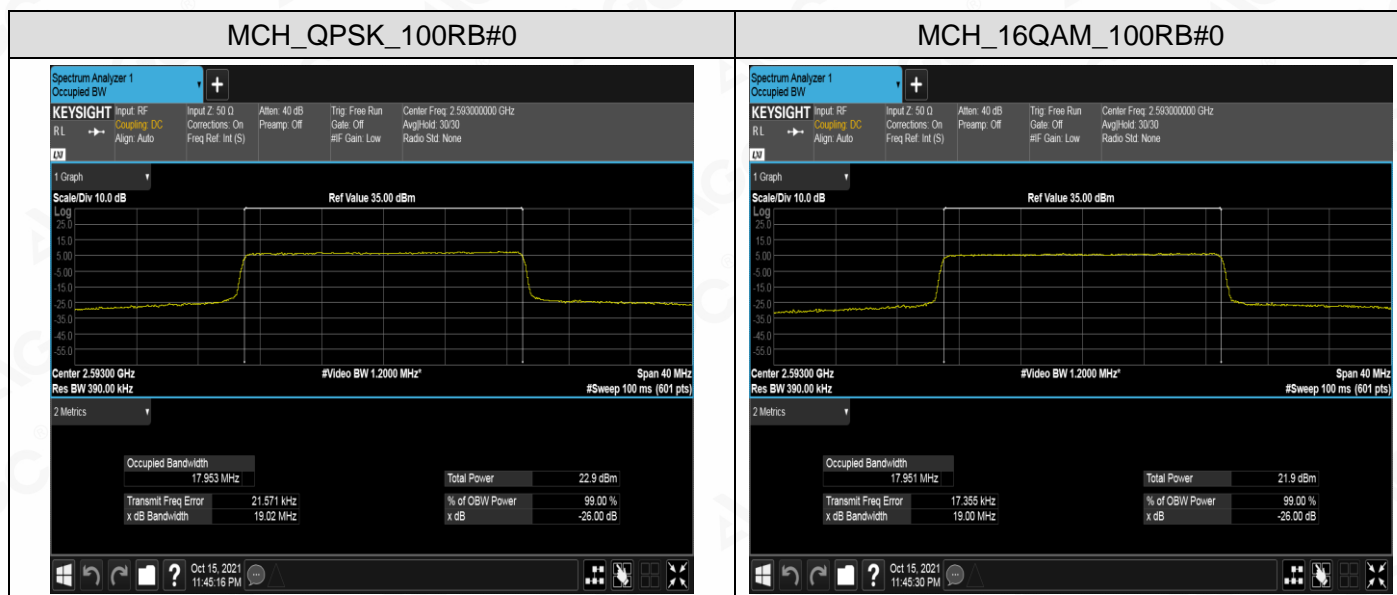 MCH_QPSK_100RB#0
Spectrum Analyzer 1
Occupied BW
+
KEYSIGHT
RL
Input: RF
Coupling: DC
Align: Auto
Input Z: 50 Ω
Corrections: On
Freq Ref: Int (S)
Atten: 40 dB
Preamp: Off
Trig: Free Run
Gate: Off
#IF Gain: Low
Center Freq: 2.593000000 GHz
Avg|Hold: 30/30
Radio Std: None
1 Graph
Scale/Div 10.0 dB
Ref Value 35.00 dBm
Log
25.0
15.0
5.00
-5.00
-15.0
-25.0
-35.0
-45.0
-55.0
Center 2.59300 GHz
#Video BW 1.2000 MHz*
Span 40 MHz
Res BW 390.00 kHz
#Sweep 100 ms (601 pts)
2 Metrics
Occupied Bandwidth
17.953 MHz
Total Power 22.9 dBm
Transmit Freq Error 21.571 kHz
% of OBW Power 99.00 %
x dB Bandwidth 19.02 MHz
x dB -26.00 dB
?
Oct 15, 2021
11:45:16 PM
MCH_16QAM_100RB#0
Spectrum Analyzer 1
Occupied BW
+
KEYSIGHT
RL
Input: RF
Coupling: DC
Align: Auto
Input Z: 50 Ω
Corrections: On
Freq Ref: Int (S)
Atten: 40 dB
Preamp: Off
Trig: Free Run
Gate: Off
#IF Gain: Low
Center Freq: 2.593000000 GHz
Avg|Hold: 30/30
Radio Std: None
1 Graph
Scale/Div 10.0 dB
Ref Value 35.00 dBm
Log
25.0
15.0
5.00
-5.00
-15.0
-25.0
-35.0
-45.0
-55.0
Center 2.59300 GHz
#Video BW 1.2000 MHz*
Span 40 MHz
Res BW 390.00 kHz
#Sweep 100 ms (601 pts)
2 Metrics
Occupied Bandwidth
17.951 MHz
Total Power 21.9 dBm
Transmit Freq Error 17.355 kHz
% of OBW Power 99.00 %
x dB Bandwidth 19.00 MHz
x dB -26.00 dB
?
Oct 15, 2021
11:45:30 PM